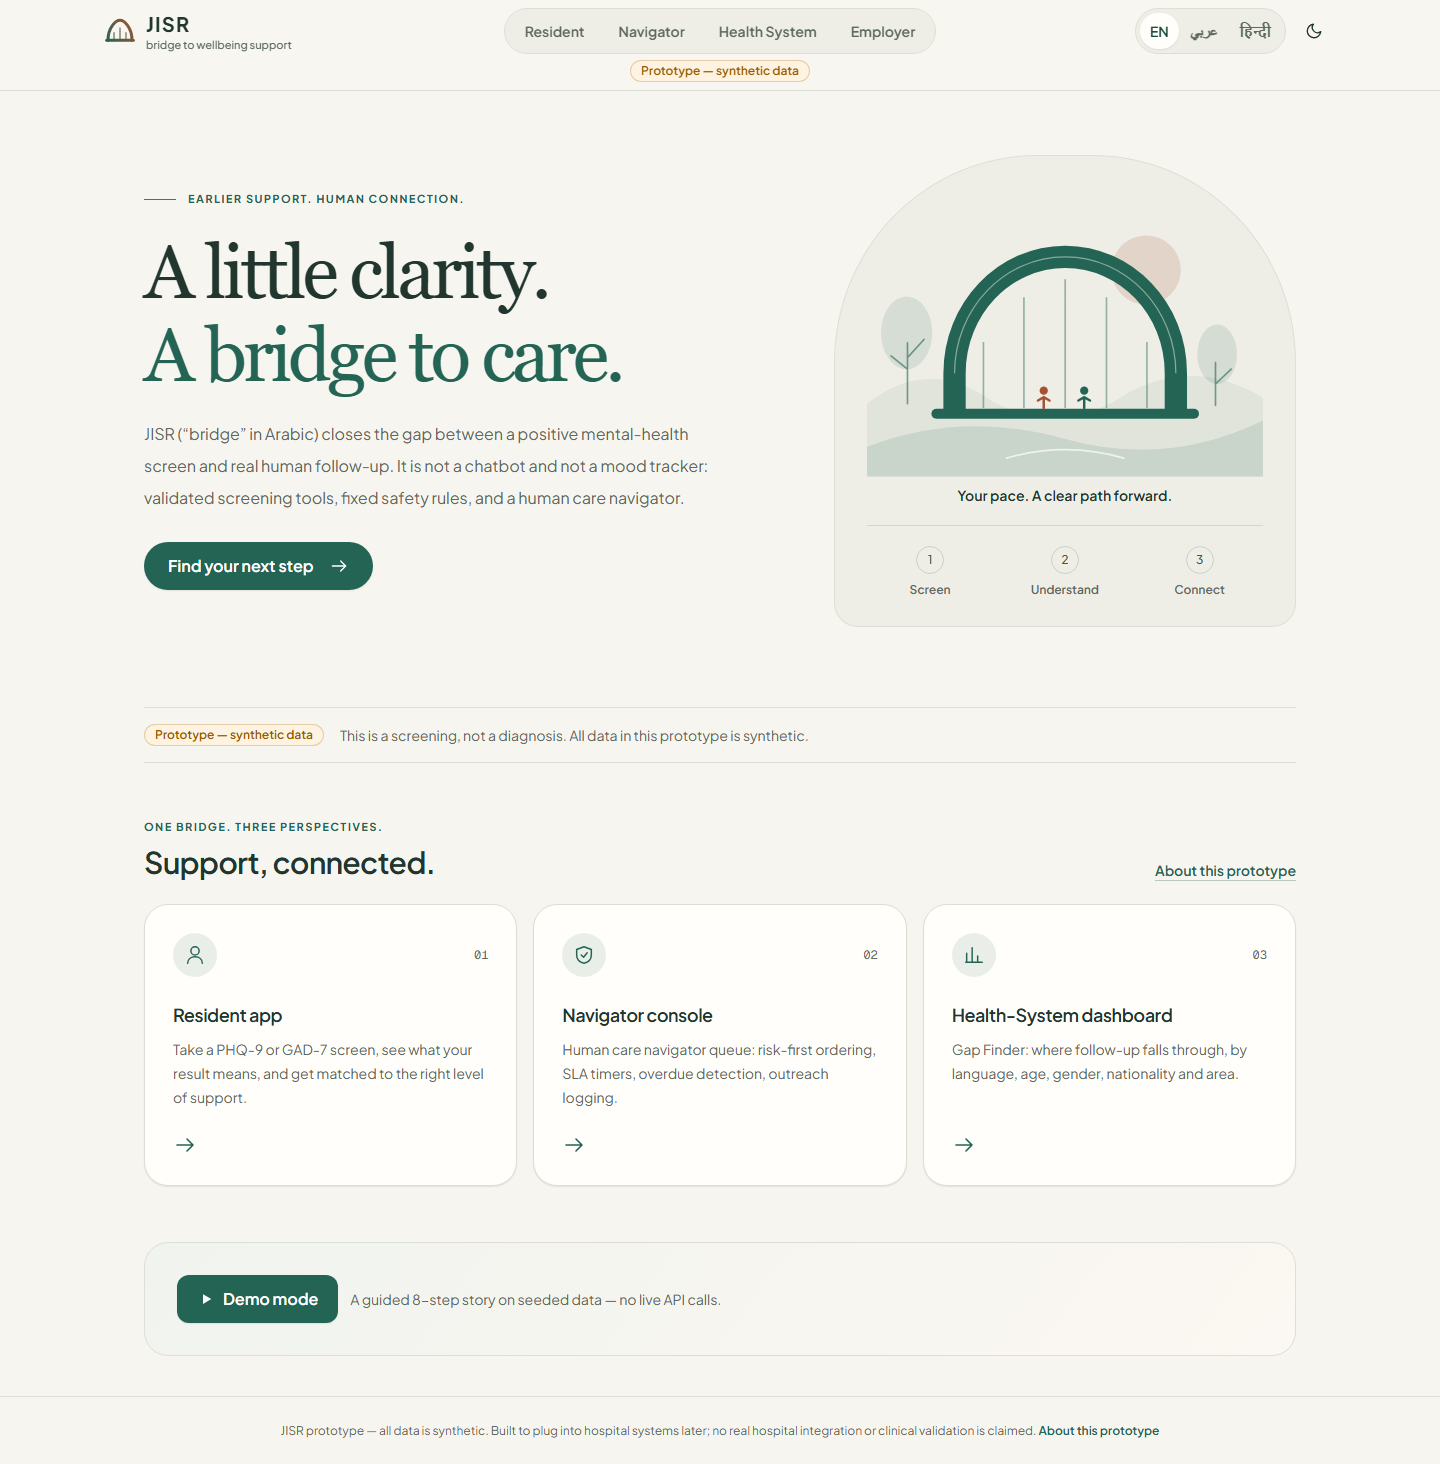 JISR
bridge to wellbeing support
Resident
Navigator
Health System
Employer
EN
عربي
हिन्दी
Prototype — synthetic data
EARLIER SUPPORT. HUMAN CONNECTION.
A little clarity.
A bridge to care.
JISR (“bridge” in Arabic) closes the gap between a positive mental-health
screen and real human follow-up. It is not a chatbot and not a mood tracker:
validated screening tools, fixed safety rules, and a human care navigator.
Find your next step
Your pace. A clear path forward.
1
2
3
Screen
Understand
Connect
Prototype — synthetic data
This is a screening, not a diagnosis. All data in this prototype is synthetic.
ONE BRIDGE. THREE PERSPECTIVES.
Support, connected.
About this prototype
01
Resident app
Take a PHQ-9 or GAD-7 screen, see what your
result means, and get matched to the right level
of support.
02
Navigator console
Human care navigator queue: risk-first ordering,
SLA timers, overdue detection, outreach
logging.
03
Health-System dashboard
Gap Finder: where follow-up falls through, by
language, age, gender, nationality and area.
Demo mode
A guided 8-step story on seeded data — no live API calls.
JISR prototype — all data is synthetic. Built to plug into hospital systems later; no real hospital integration or clinical validation is claimed. About this prototype